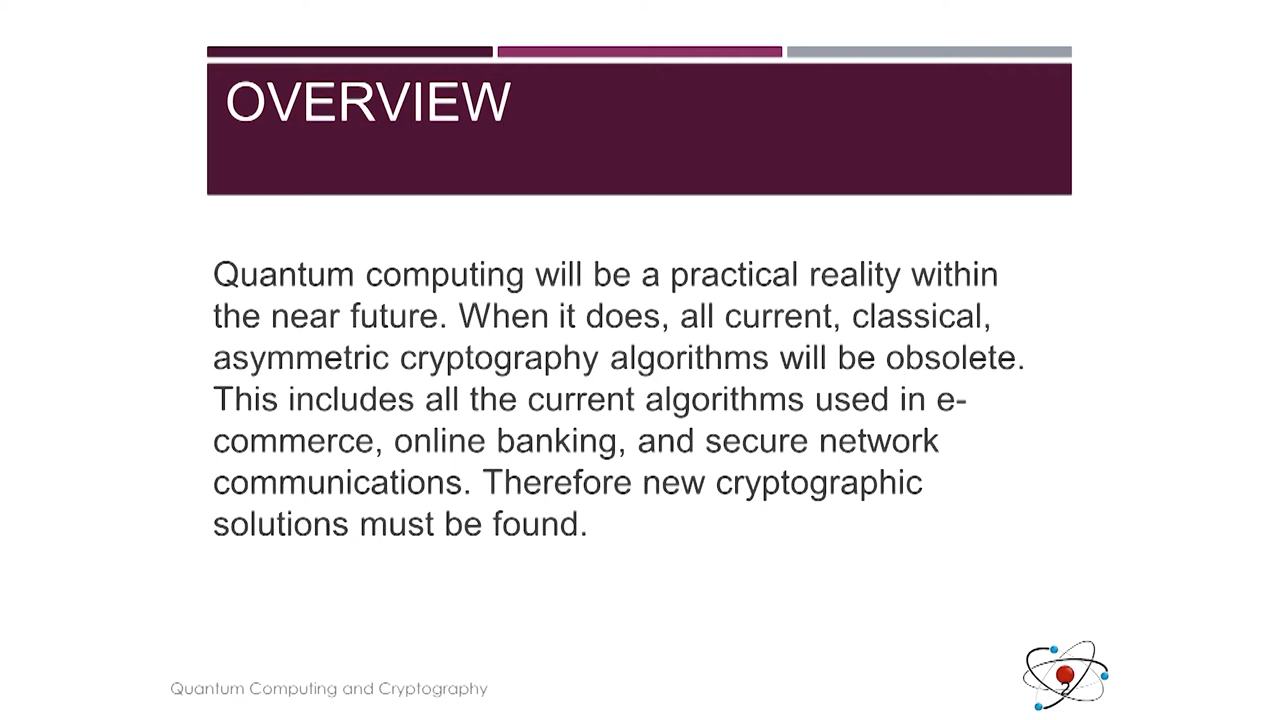 OVERVIEW
Quantum computing will be a practical reality within
the near future. When it does, all current, classical,
asymmetric cryptography algorithms will be obsolete.
This includes all the current algorithms used in e-
commerce, online banking, and secure network
communications. Therefore new cryptographic
solutions must be found.
Quantum Computing and Cryptography
2